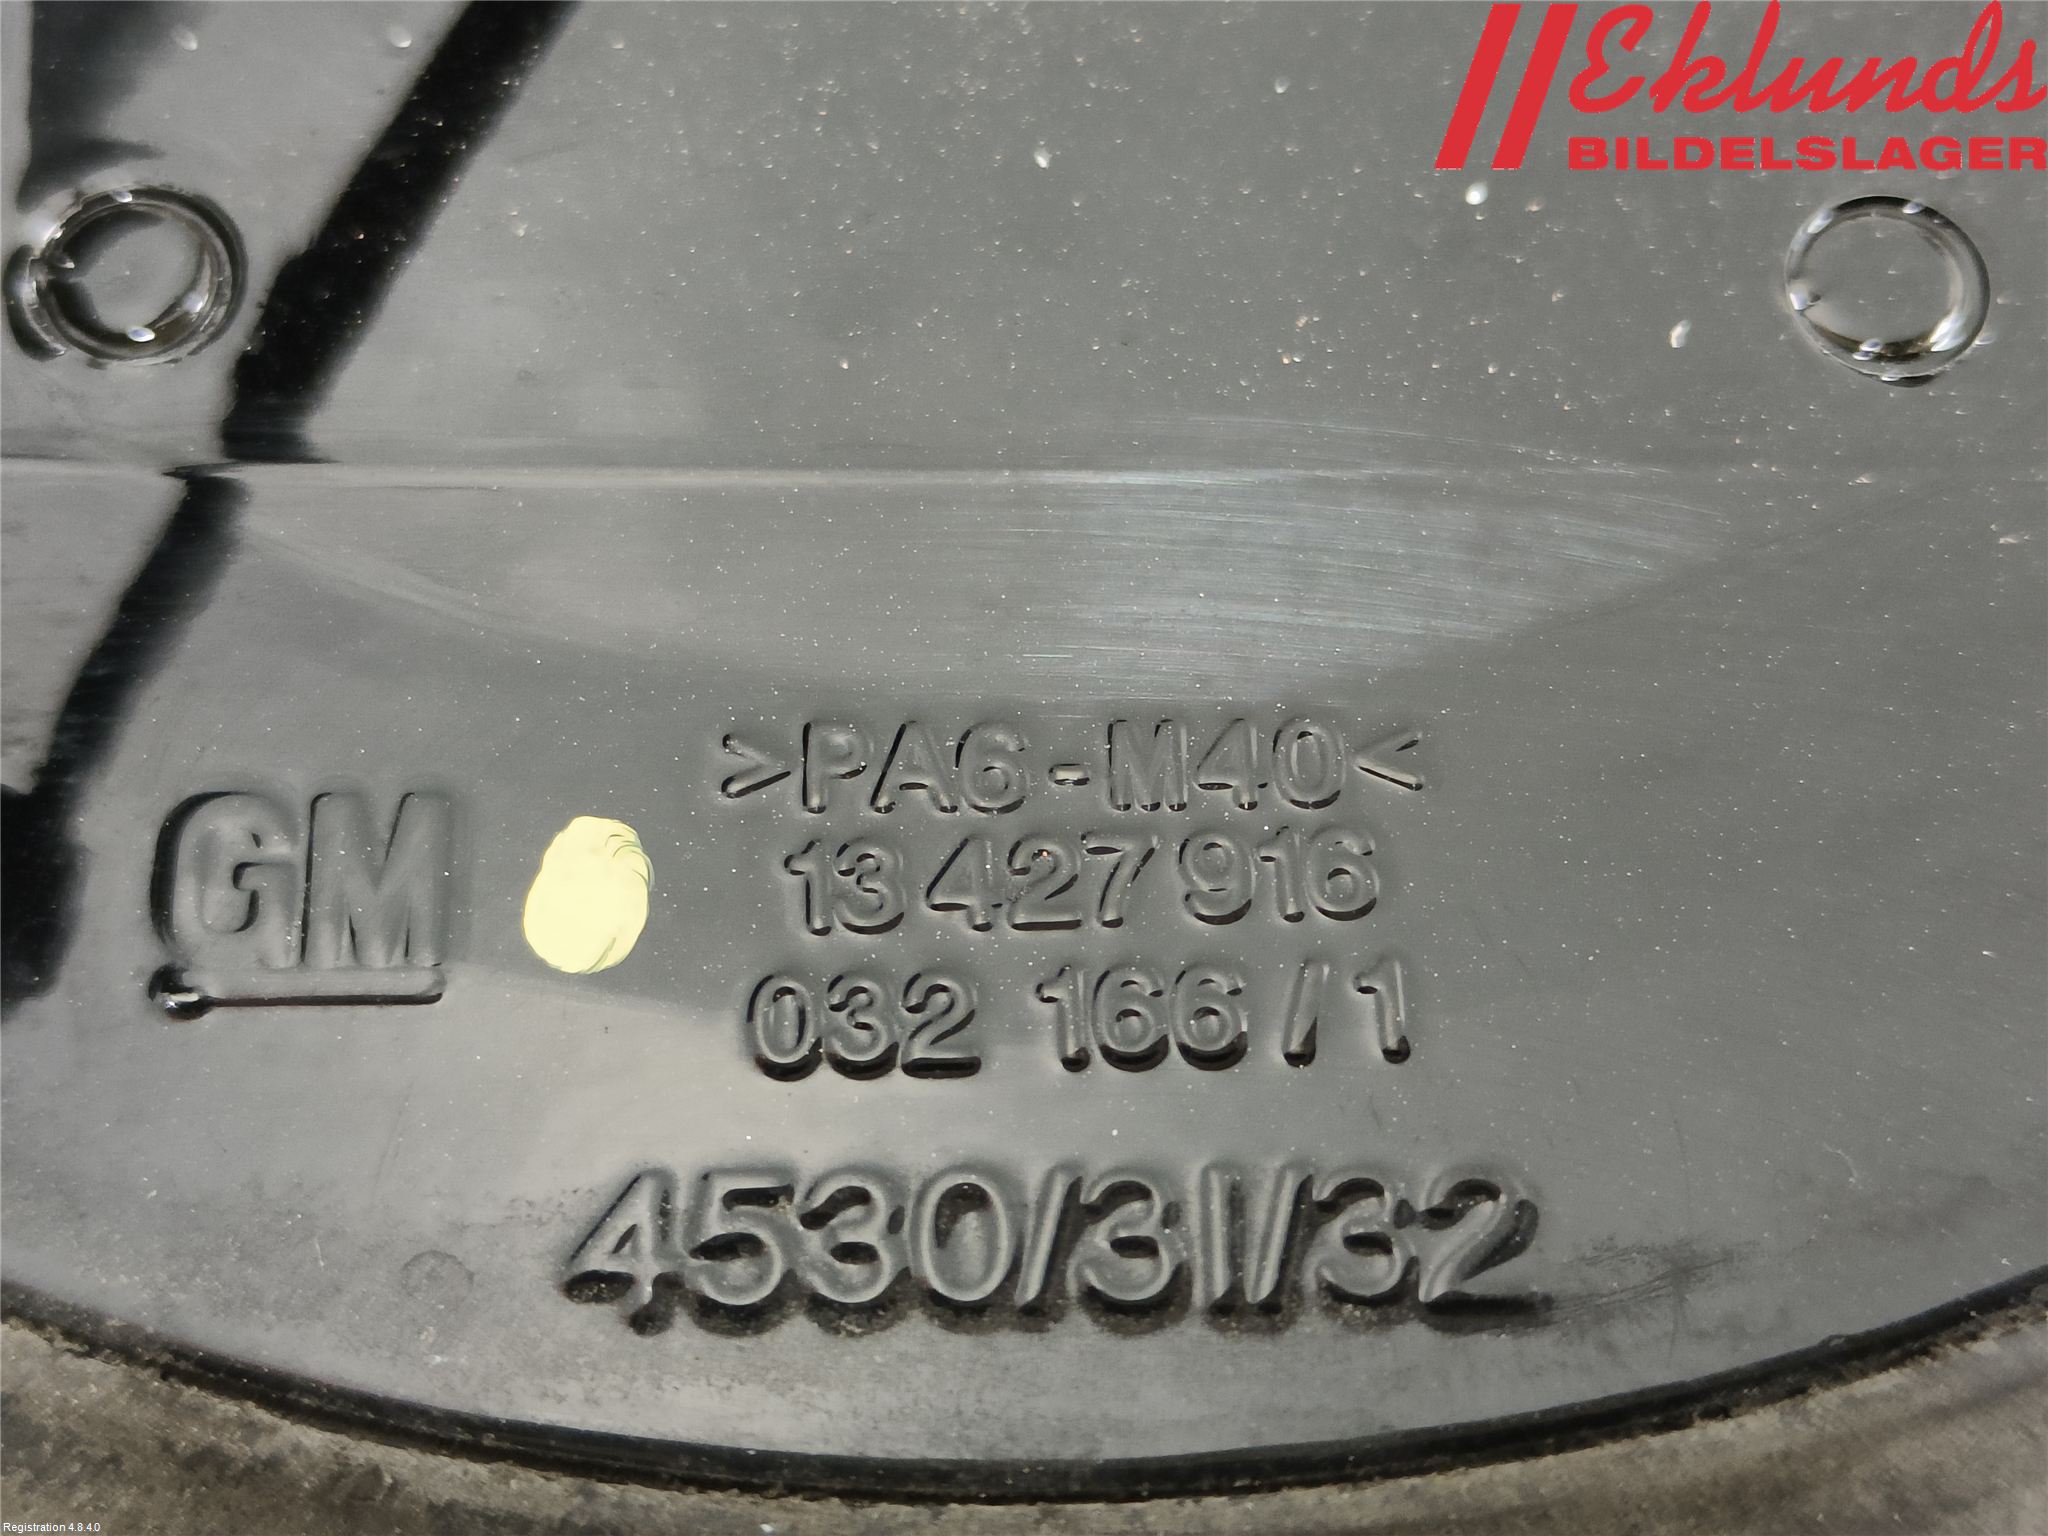 Eklunds
BILDELSLAGER
>PA6-M40<
GM
13 427 916
032 166 / 1
4530/31/32
Registration 4.8.4.0